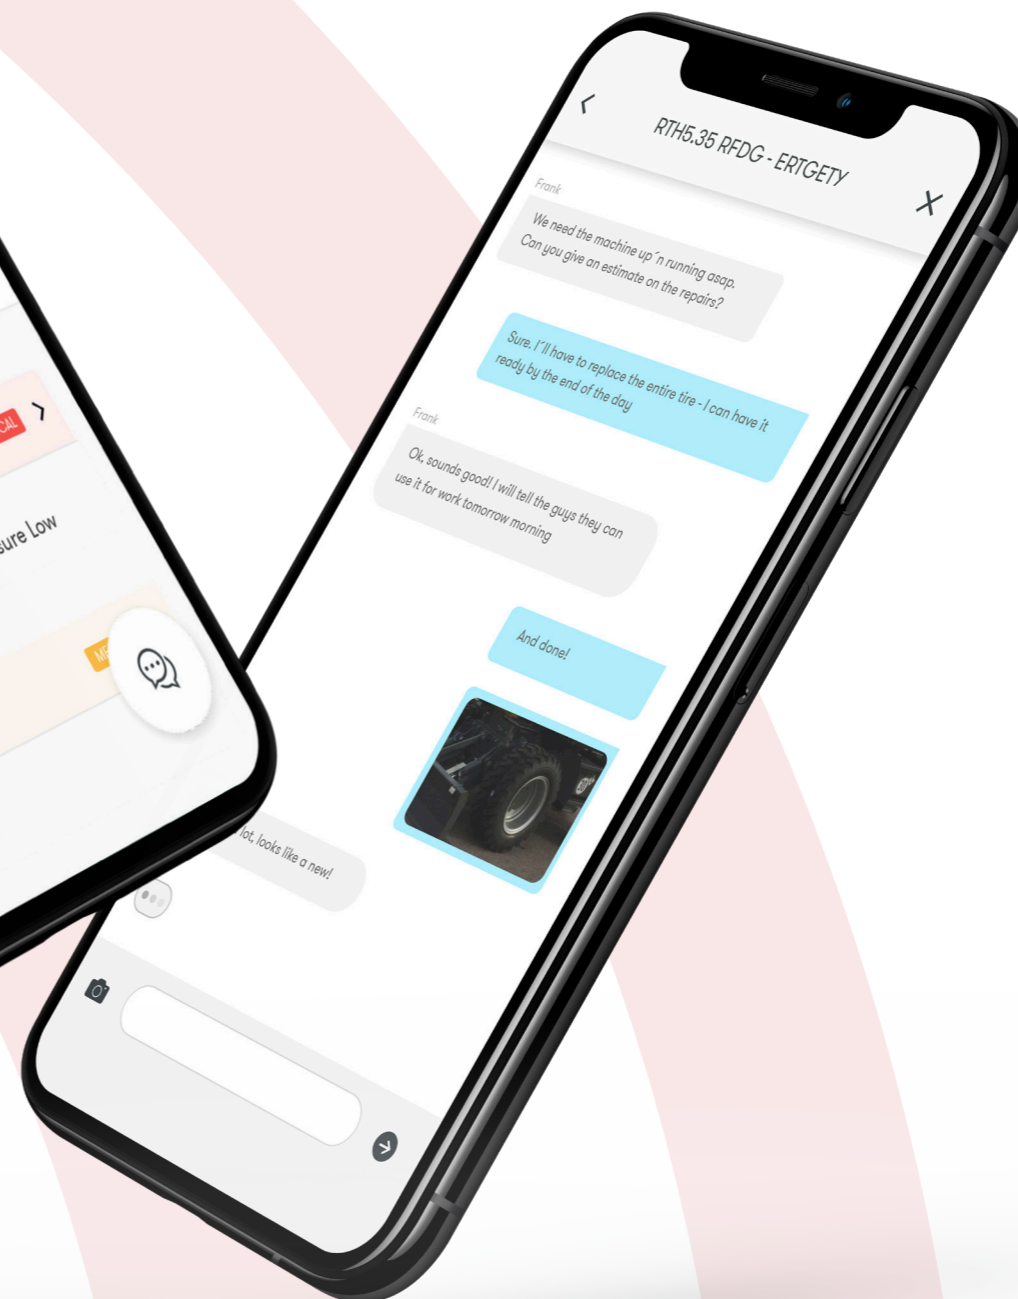 RTH5.35 RFDG - ERTGETY
Frank
We need the machine up´n running asap.
Can you give an estimate on the repairs?
Sure. I´ll have to replace the entire tire - I can have it
ready by the end of the day
Frank
Ok, sounds good! I will tell the guys they can
use it for work tomorrow morning
And done!
lot, looks like a new!
CAL
sure Low
ME